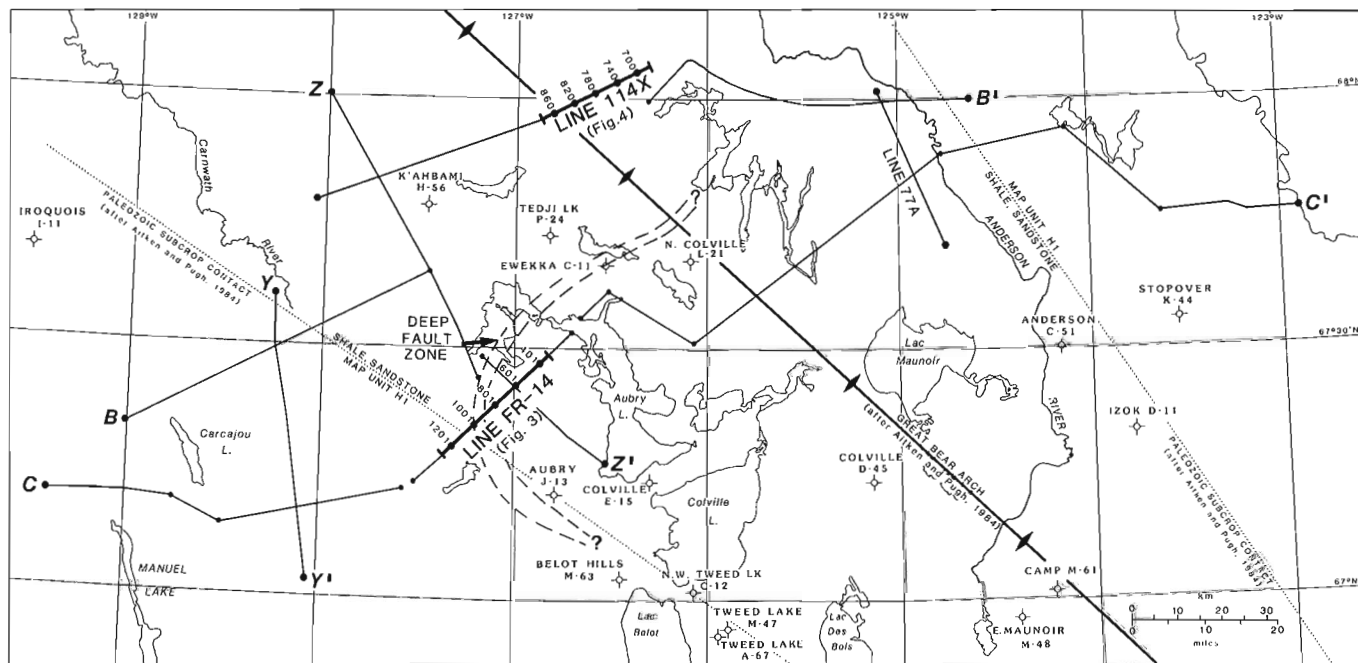 129°W
127°W
125°W
123°W
68°N
67°30'N
67°N
Z
B'
C'
860
820
780
740
700
LINE 114X
(Fig. 4)
Carnwath
River
K'AHBAMI
H-56
IROQUOIS
I-11
PALEOZOIC SUBCROP CONTACT
(after Aitken and Pugh, 1984)
SHALE, SANDSTONE
MAP UNIT H1
TEDJI LK
P-24
EWEKKA C-11
N. COLVILLE
L-21
?
LINE 77A
ANDERSON
RIVER
MAP UNIT H1
SHALE, SANDSTONE
STOPOVER
K-44
ANDERSON
C-51
IZOK D-11
PALEOZOIC SUBCROP CONTACT
(after Aitken and Pugh, 1984)
Y
DEEP
FAULT
ZONE
B
Carcajou
L.
C
101
601
801
1001
1201
LINE FR-14
(Fig. 3)
Aubry
L.
Z'
Lac
Maunoir
GREAT BEAR ARCH
(after Aitken and Pugh, 1984)
AUBRY
J-13
COLVILLE
E-15
COLVILLE
D-45
Colville
L.
?
MANUEL
LAKE
Y'
BELOT HILLS
M-63
N.W. TWEED LK
C-12
Lac
Belot
TWEED LAKE
M-47
TWEED LAKE
A-67
Lac
Des
Bois
CAMP M-61
E. MAUNOIR
M-48
km
0 10 20 30
0 10 20
miles